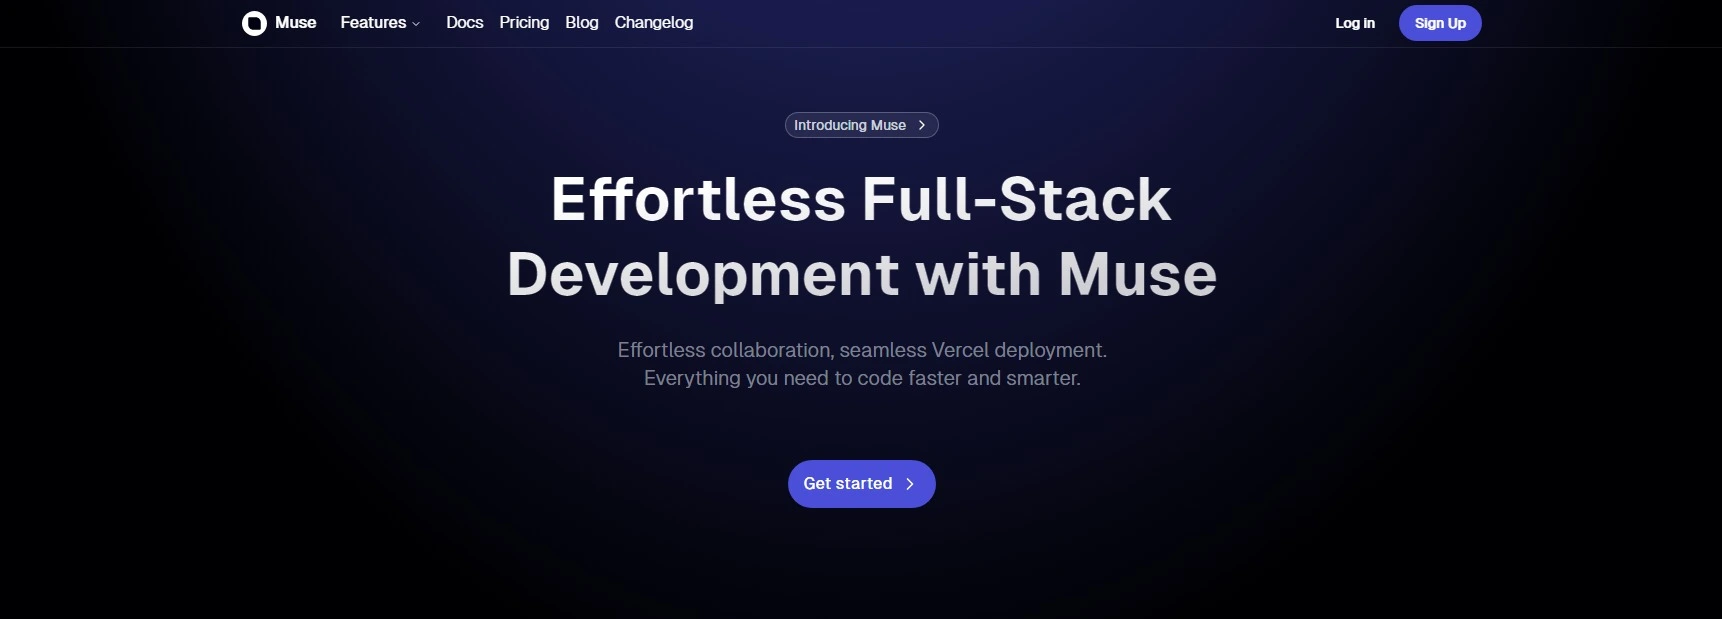 Muse Features Docs Pricing Blog Changelog Log in Sign Up
Introducing Muse
Effortless Full-Stack
Development with Muse
Effortless collaboration, seamless Vercel deployment.
Everything you need to code faster and smarter.
Get started